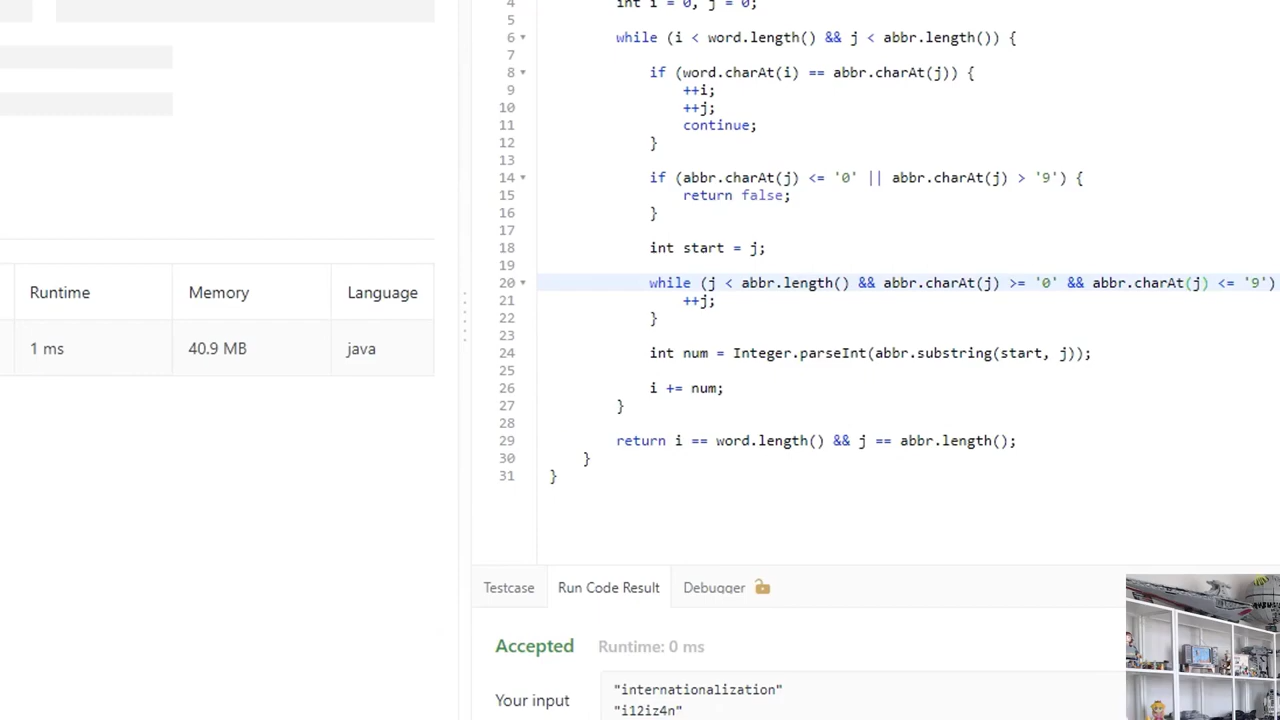 4 int i = 0, j = 0;
5
6 while (i < word.length() && j < abbr.length()) {
7
8 if (word.charAt(i) == abbr.charAt(j)) {
9 ++i;
10 ++j;
11 continue;
12 }
13
14 if (abbr.charAt(j) <= '0' || abbr.charAt(j) > '9') {
15 return false;
16 }
17
18 int start = j;
19
20 while (j < abbr.length() && abbr.charAt(j) >= '0' && abbr.charAt(j) <= '9')
21 ++j;
22 }
23
24 int num = Integer.parseInt(abbr.substring(start, j));
25
26 i += num;
27 }
28
29 return i == word.length() && j == abbr.length();
30 }
31 }
Runtime Memory Language
1 ms 40.9 MB java
Testcase Run Code Result Debugger
Accepted Runtime: 0 ms
Your input "internationalization"
"i12iz4n"